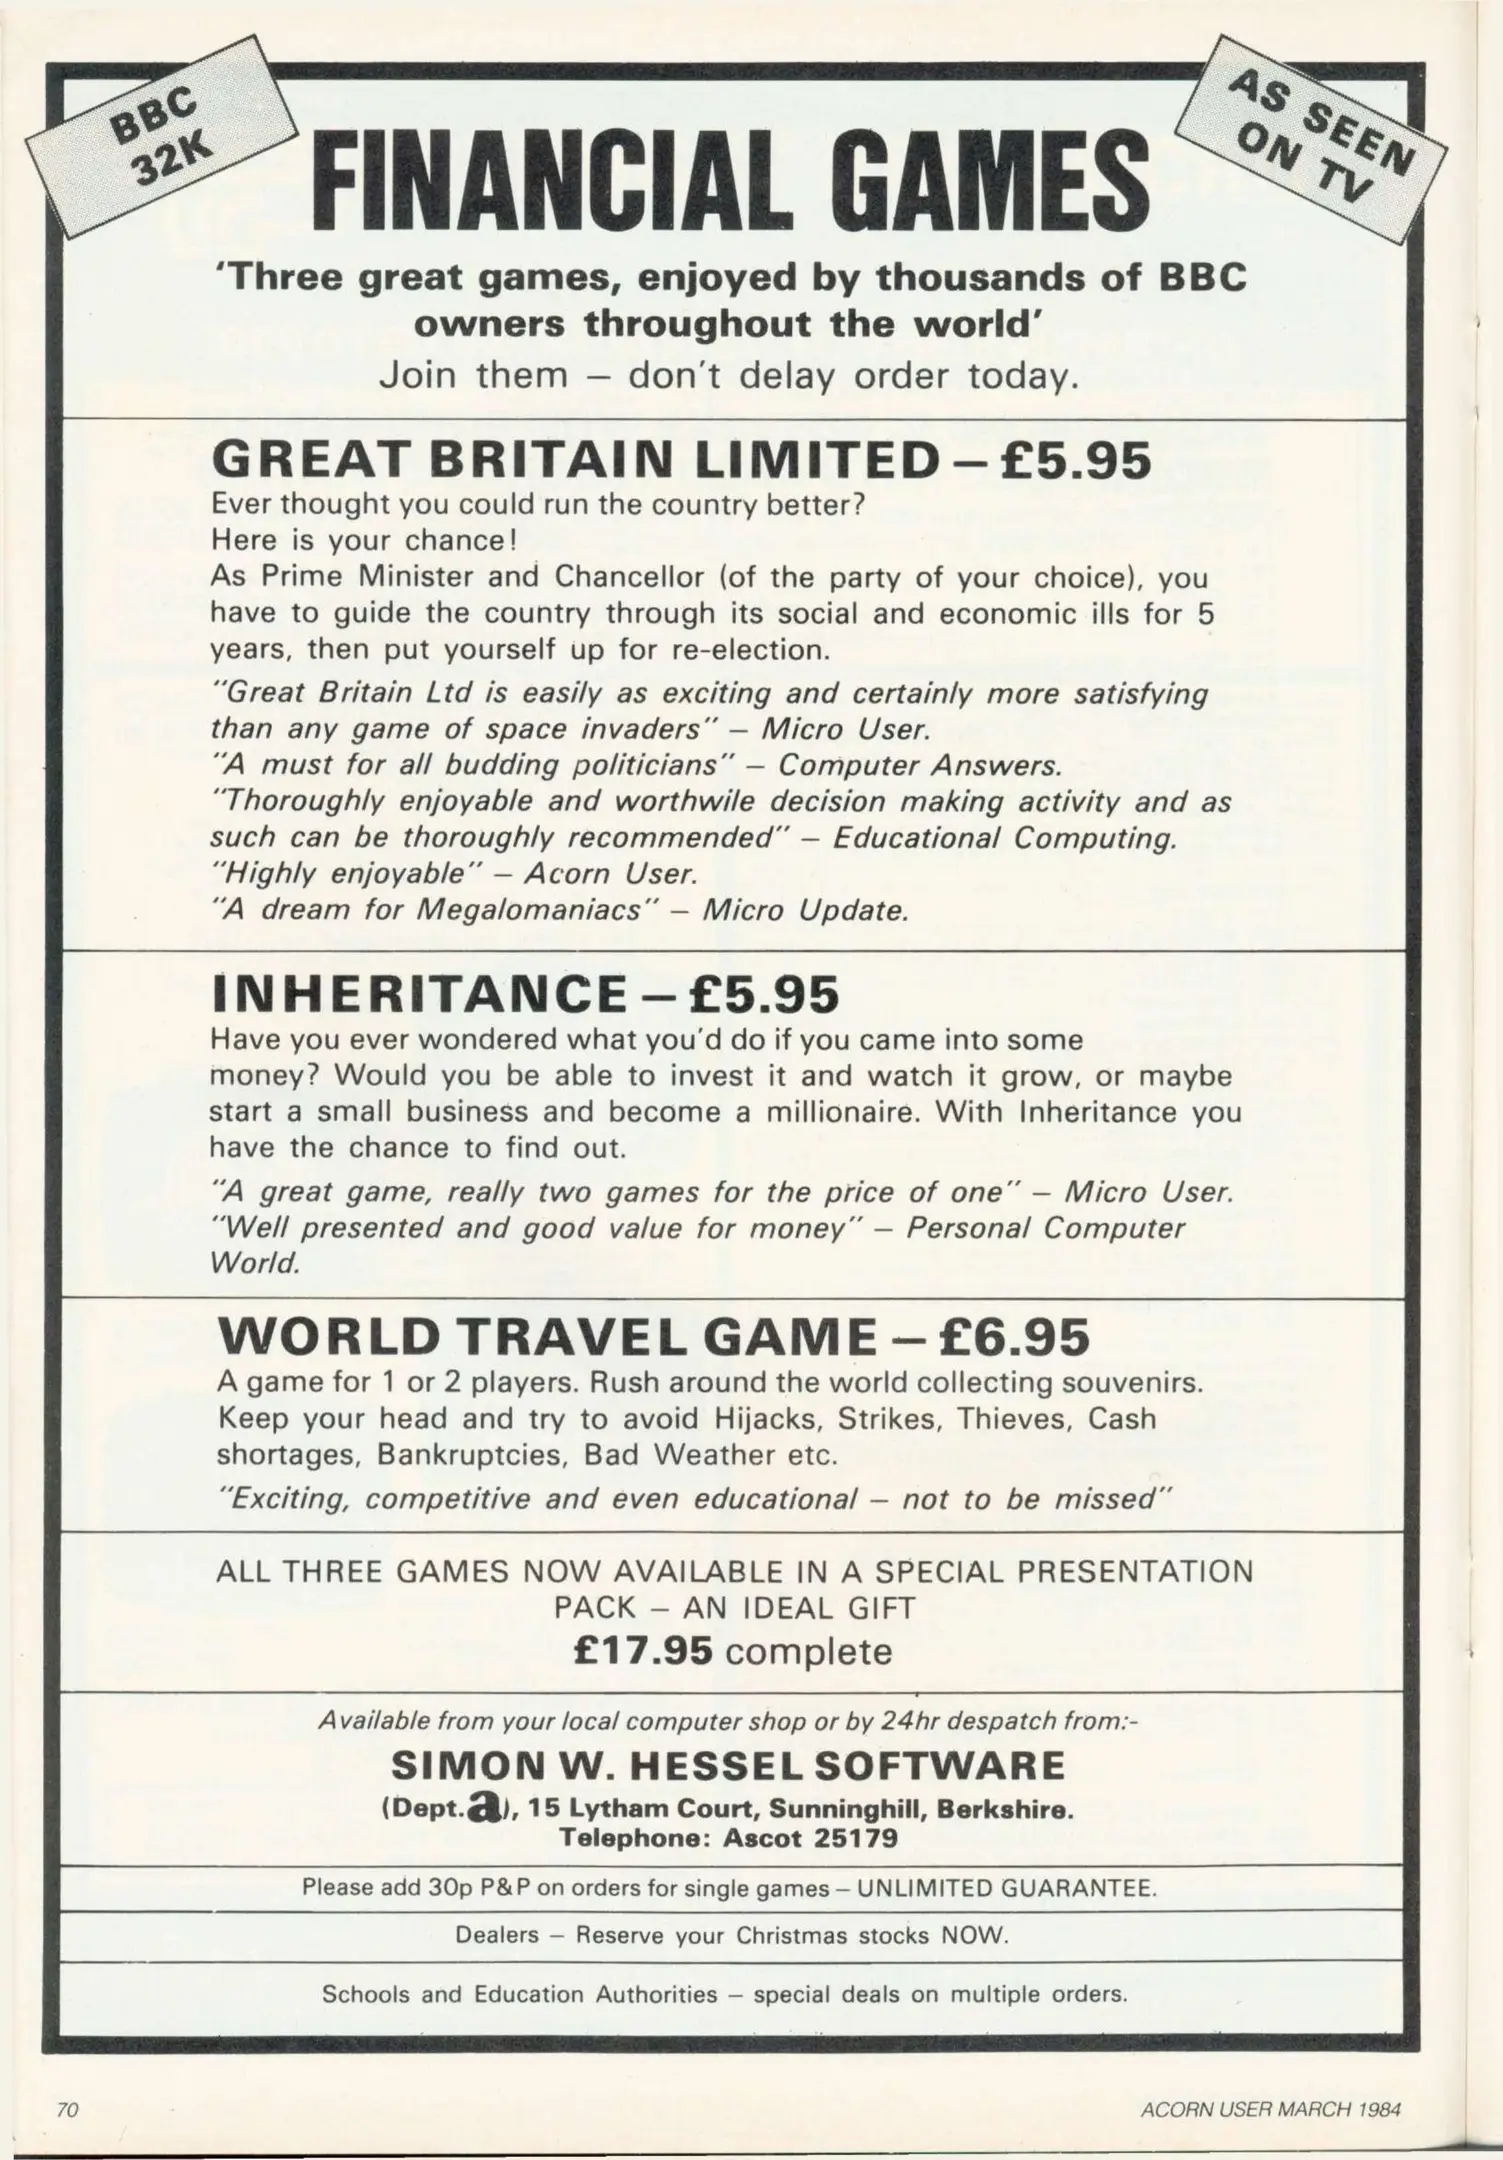 BBC
32K
AS SEEN
ON TV
FINANCIAL GAMES
‘Three great games, enjoyed by thousands of BBC
owners throughout the world’
Join them – don't delay order today.
GREAT BRITAIN LIMITED – £5.95
Ever thought you could run the country better?
Here is your chance!
As Prime Minister and Chancellor (of the party of your choice), you
have to guide the country through its social and economic ills for 5
years, then put yourself up for re-election.
"Great Britain Ltd is easily as exciting and certainly more satisfying
than any game of space invaders" – Micro User.
"A must for all budding politicians" – Computer Answers.
"Thoroughly enjoyable and worthwile decision making activity and as
such can be thoroughly recommended" – Educational Computing.
"Highly enjoyable" – Acorn User.
"A dream for Megalomaniacs" – Micro Update.
INHERITANCE – £5.95
Have you ever wondered what you'd do if you came into some
money? Would you be able to invest it and watch it grow, or maybe
start a small business and become a millionaire. With Inheritance you
have the chance to find out.
"A great game, really two games for the price of one" – Micro User.
"Well presented and good value for money" – Personal Computer
World.
WORLD TRAVEL GAME – £6.95
A game for 1 or 2 players. Rush around the world collecting souvenirs.
Keep your head and try to avoid Hijacks, Strikes, Thieves, Cash
shortages, Bankruptcies, Bad Weather etc.
"Exciting, competitive and even educational – not to be missed"
ALL THREE GAMES NOW AVAILABLE IN A SPECIAL PRESENTATION
PACK – AN IDEAL GIFT
£17.95 complete
Available from your local computer shop or by 24hr despatch from:-
SIMON W. HESSEL SOFTWARE
(Dept.a), 15 Lytham Court, Sunninghill, Berkshire.
Telephone: Ascot 25179
Please add 30p P&P on orders for single games – UNLIMITED GUARANTEE.
Dealers – Reserve your Christmas stocks NOW.
Schools and Education Authorities – special deals on multiple orders.
70
ACORN USER MARCH 1984